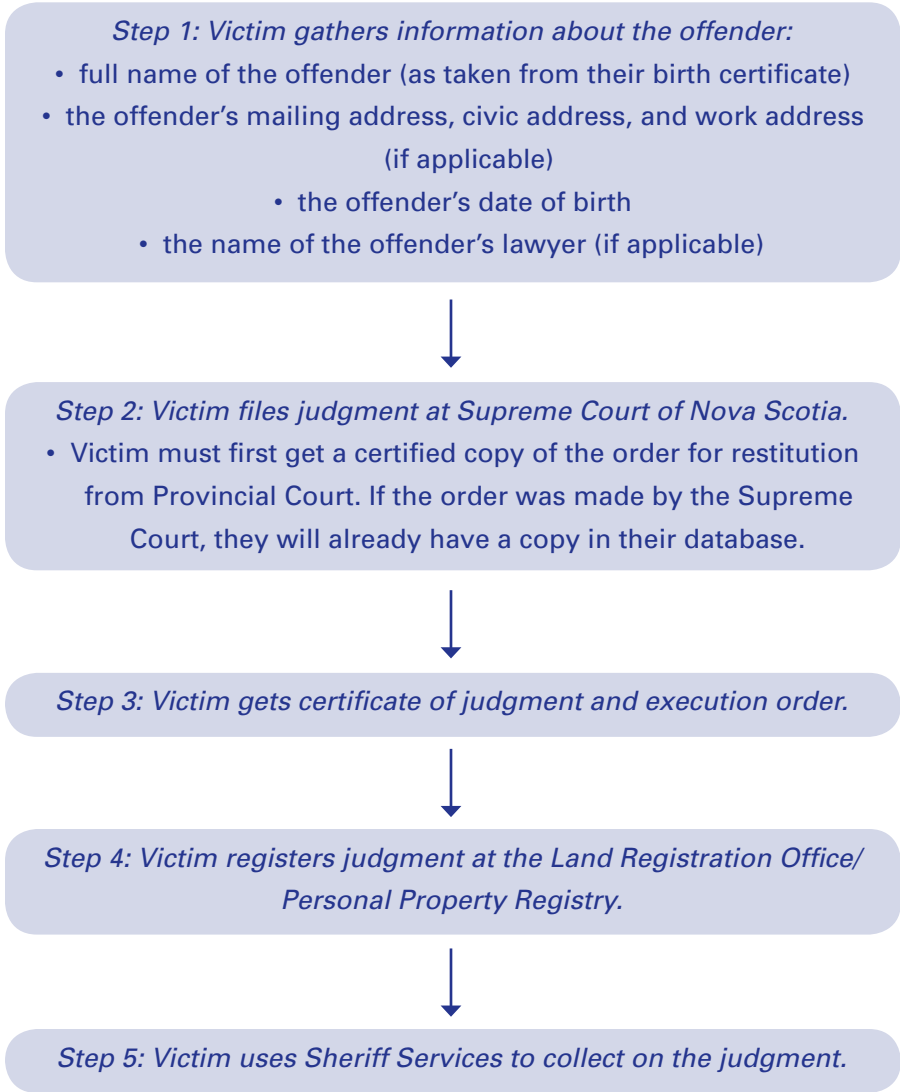 Step 1: Victim gathers information about the offender:
• full name of the offender (as taken from their birth certificate)
• the offender’s mailing address, civic address, and work address
(if applicable)
• the offender’s date of birth
• the name of the offender’s lawyer (if applicable)
Step 2: Victim files judgment at Supreme Court of Nova Scotia.
• Victim must first get a certified copy of the order for restitution
from Provincial Court. If the order was made by the Supreme
Court, they will already have a copy in their database.
Step 3: Victim gets certificate of judgment and execution order.
Step 4: Victim registers judgment at the Land Registration Office/
Personal Property Registry.
Step 5: Victim uses Sheriff Services to collect on the judgment.